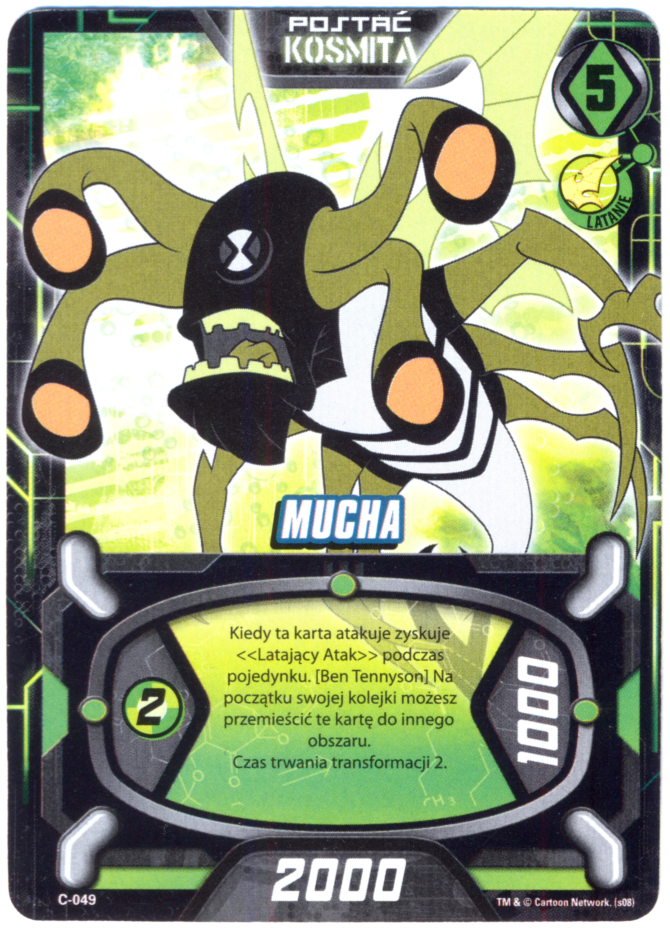 POSTAĆ
KOSMITA
5
LATANIE
MUCHA
Kiedy ta karta atakuje zyskuje
<<Latający Atak>> podczas
pojedynku. [Ben Tennyson] Na
początku swojej kolejki możesz
przemieścić te kartę do innego
obszaru.
Czas trwania transformacji 2.
2
1000
CH3
2000
C-049
TM & © Cartoon Network. (s08)